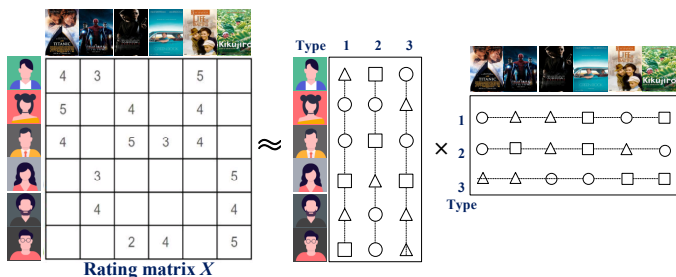 TITANIC
Kikujiro
Type 1 2 3
4 3 5
5 4 4
4 5 3 4
3 5
4 4
2 4 5
≈
×
Kikujiro
1
2
3
Type
Rating matrix X